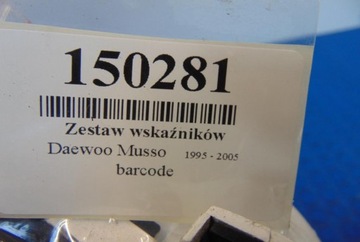 150281
Zestaw wskaźników
Daewoo Musso 1995 - 2005
barcode